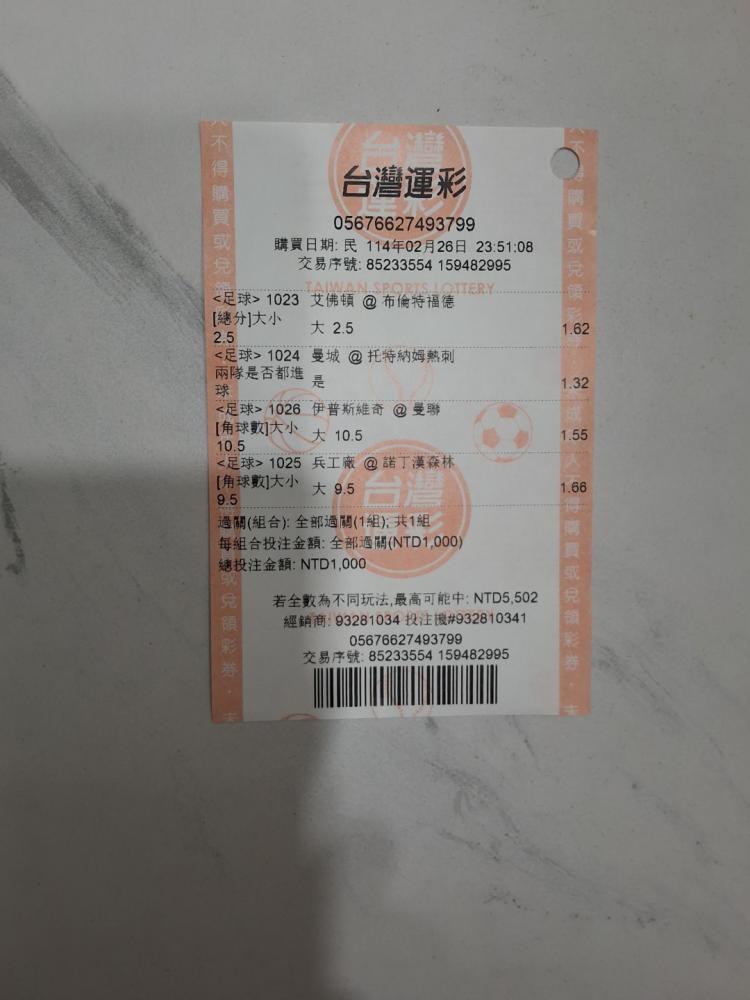 台灣運彩
05676627493799
購買日期: 民 114年02月26日 23:51:08
交易序號: 85233554 159482995
TAIWAN SPORTS LOTTERY
<足球> 1023 艾佛頓 @ 布倫特福德
[總分]大小 2.5 大 2.5 1.62
<足球> 1024 曼城 @ 托特納姆熱刺
兩隊是否都進球 是 1.32
<足球> 1026 伊普斯維奇 @ 曼聯
[角球數]大小 10.5 大 10.5 1.55
<足球> 1025 兵工廠 @ 諾丁漢森林
[角球數]大小 9.5 大 9.5 1.66
過關(組合): 全部過關(1組); 共1組
每組合投注金額: 全部過關(NTD1,000)
總投注金額: NTD1,000
若全數為不同玩法,最高可能中: NTD5,502
經銷商: 93281034 投注機#932810341
05676627493799
交易序號: 85233554 159482995
不得購買或兌領彩券